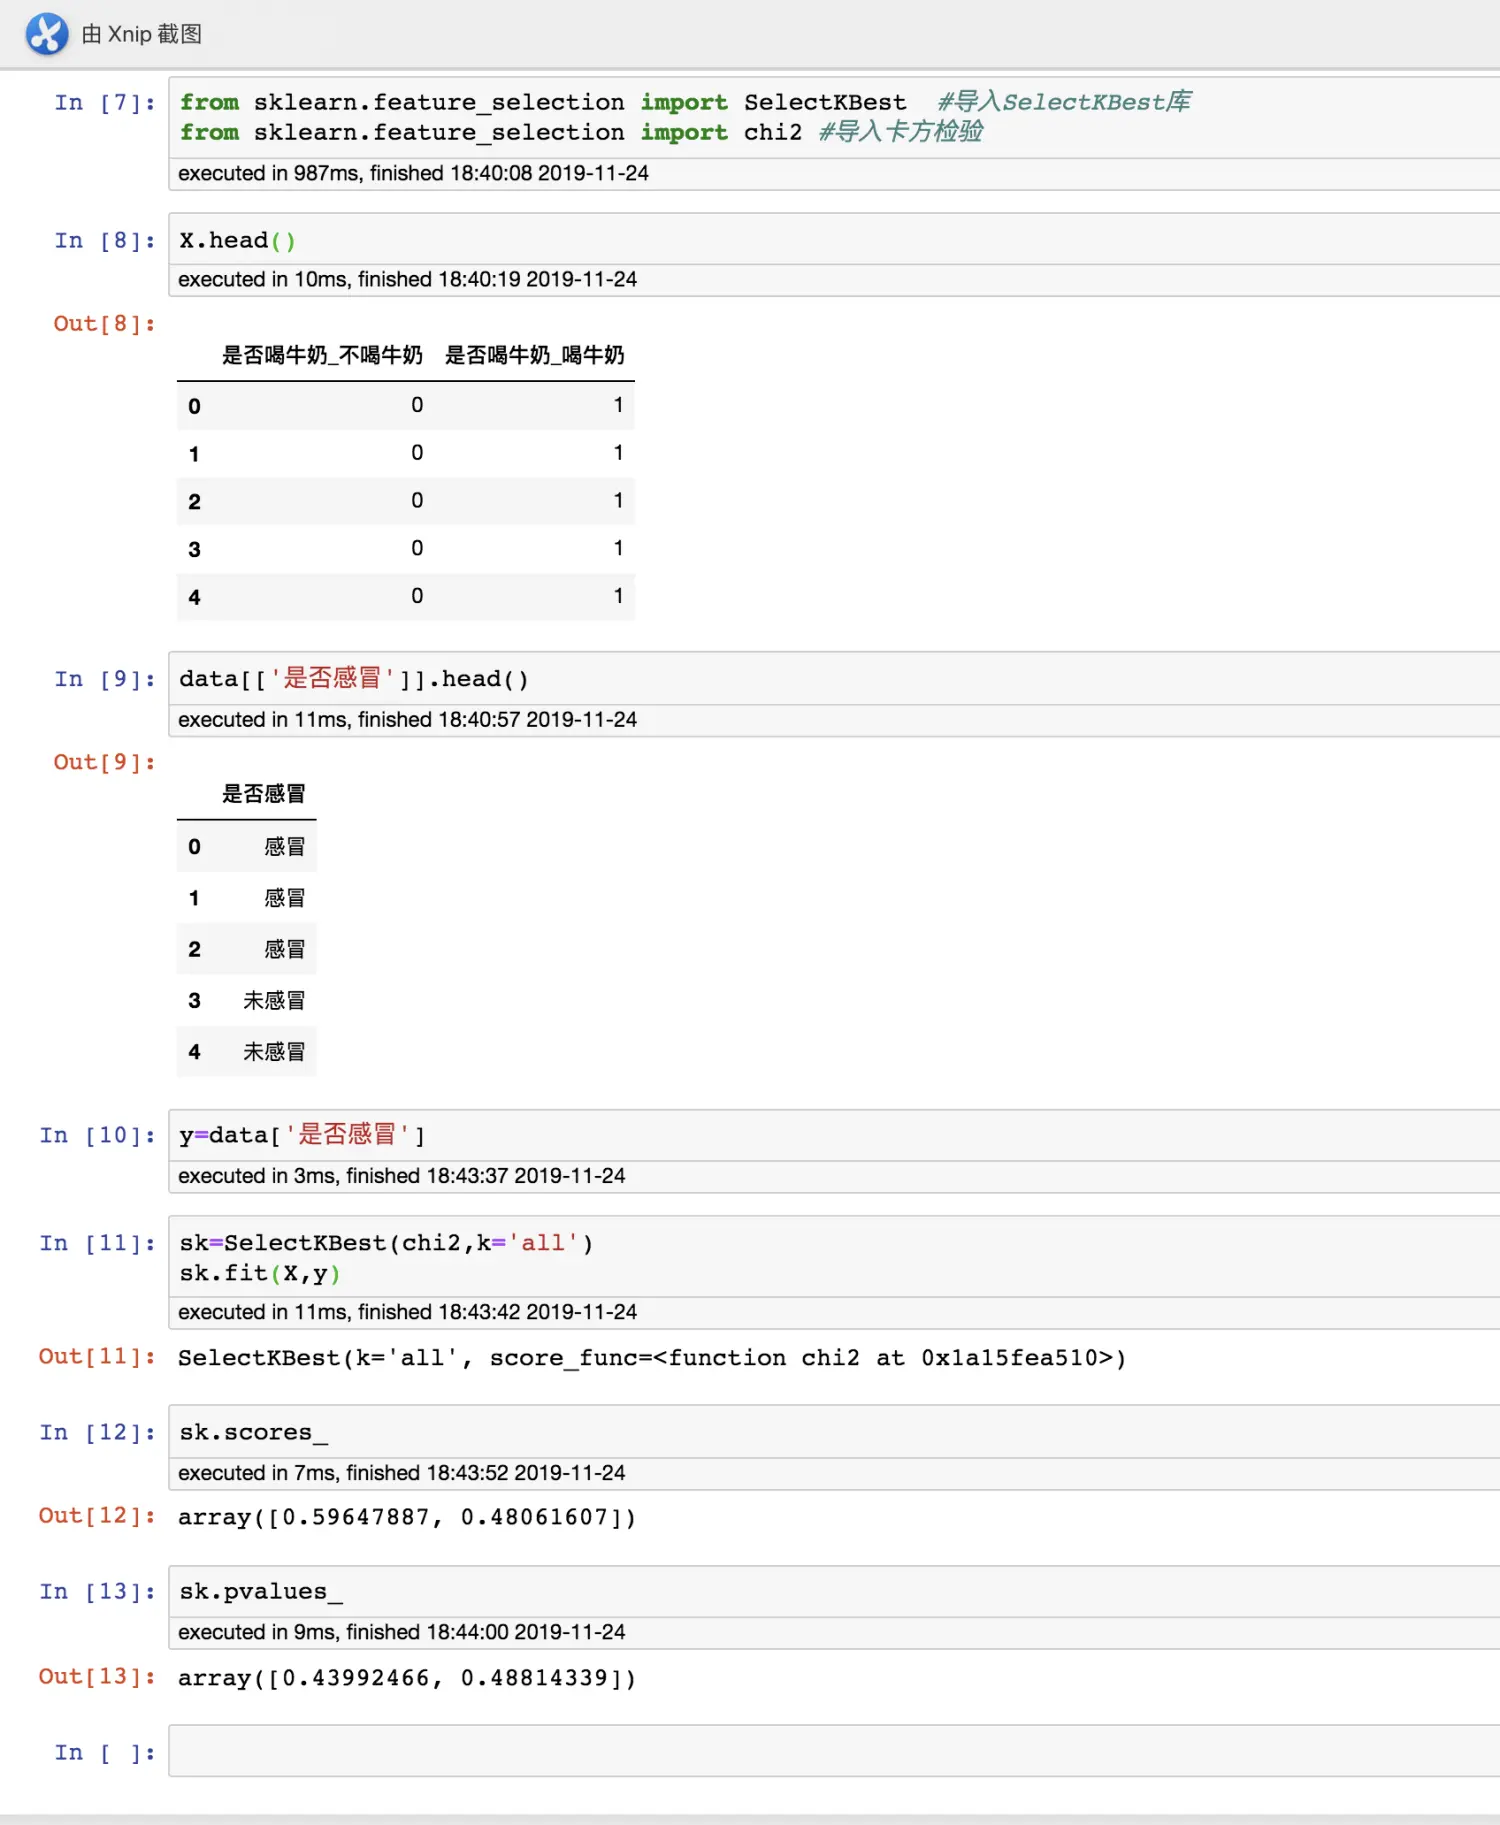 由 Xnip 截图
In [7]: from sklearn.feature_selection import SelectKBest  #导入SelectKBest库
from sklearn.feature_selection import chi2 #导入卡方检验
executed in 987ms, finished 18:40:08 2019-11-24
In [8]: X.head()
executed in 10ms, finished 18:40:19 2019-11-24
Out[8]:
是否喝牛奶_不喝牛奶 是否喝牛奶_喝牛奶
0 0 1
1 0 1
2 0 1
3 0 1
4 0 1
In [9]: data[['是否感冒']].head()
executed in 11ms, finished 18:40:57 2019-11-24
Out[9]:
是否感冒
0 感冒
1 感冒
2 感冒
3 未感冒
4 未感冒
In [10]: y=data['是否感冒']
executed in 3ms, finished 18:43:37 2019-11-24
In [11]: sk=SelectKBest(chi2,k='all')
sk.fit(X,y)
executed in 11ms, finished 18:43:42 2019-11-24
Out[11]: SelectKBest(k='all', score_func=<function chi2 at 0x1a15fea510>)
In [12]: sk.scores_
executed in 7ms, finished 18:43:52 2019-11-24
Out[12]: array([0.59647887, 0.48061607])
In [13]: sk.pvalues_
executed in 9ms, finished 18:44:00 2019-11-24
Out[13]: array([0.43992466, 0.48814339])
In [ ]: